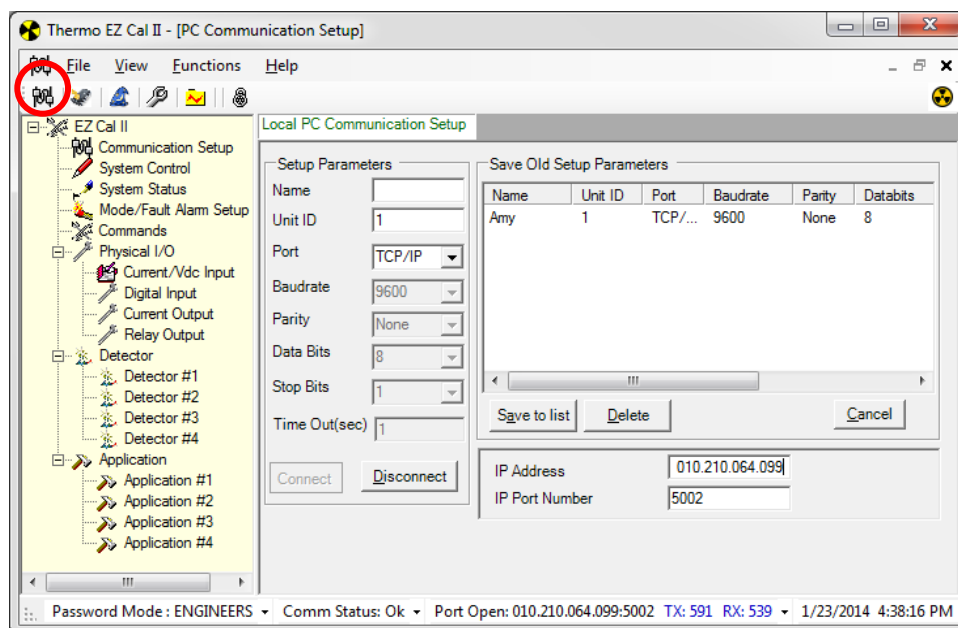 Thermo EZ Cal II - [PC Communication Setup]
File View Functions Help
EZ Cal II
Communication Setup
System Control
System Status
Mode/Fault Alarm Setup
Commands
Physical I/O
Current/Vdc Input
Digital Input
Current Output
Relay Output
Detector
Detector #1
Detector #2
Detector #3
Detector #4
Application
Application #1
Application #2
Application #3
Application #4
Local PC Communication Setup
Setup Parameters
Name
Unit ID 1
Port TCP/IP
Baudrate 9600
Parity None
Data Bits 8
Stop Bits 1
Time Out(sec) 1
Connect Disconnect
Save Old Setup Parameters
Name Unit ID Port Baudrate Parity Databits
Amy 1 TCP/... 9600 None 8
Save to list Delete Cancel
IP Address 010.210.064.099
IP Port Number 5002
Password Mode : ENGINEERS Comm Status: Ok Port Open: 010.210.064.099:5002 TX: 591 RX: 539 1/23/2014 4:38:16 PM